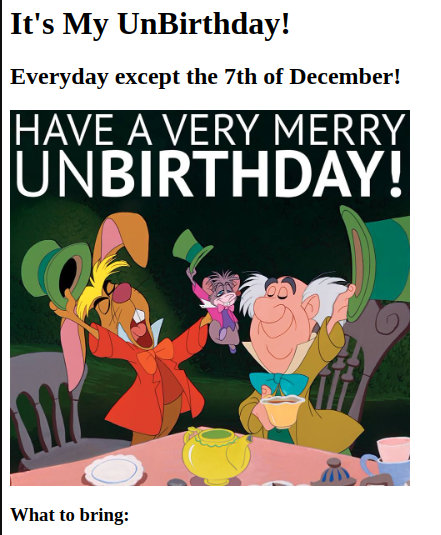 It's My UnBirthday!
Everyday except the 7th of December!
HAVE A VERY MERRY
UNBIRTHDAY!
What to bring: